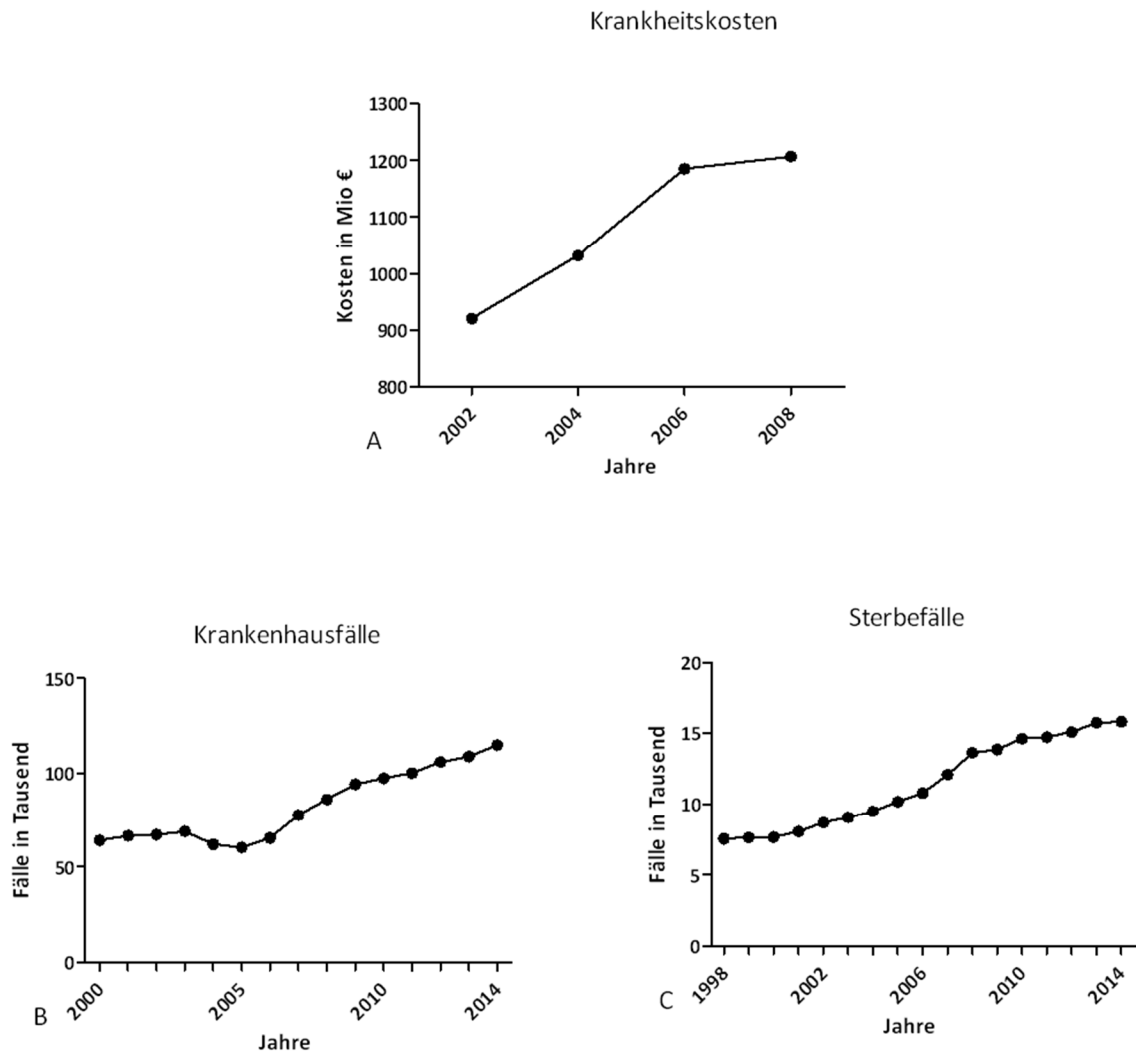 Krankheitskosten
1300
1200
1100
1000
900
800
Kosten in Mio €
2002
2004
2006
2008
Jahre
A
Krankenhausfälle
150
100
50
0
Fälle in Tausend
2000
2005
2010
2014
Jahre
B
Sterbefälle
20
15
10
5
0
Fälle in Tausend
1998
2002
2006
2010
2014
Jahre
C